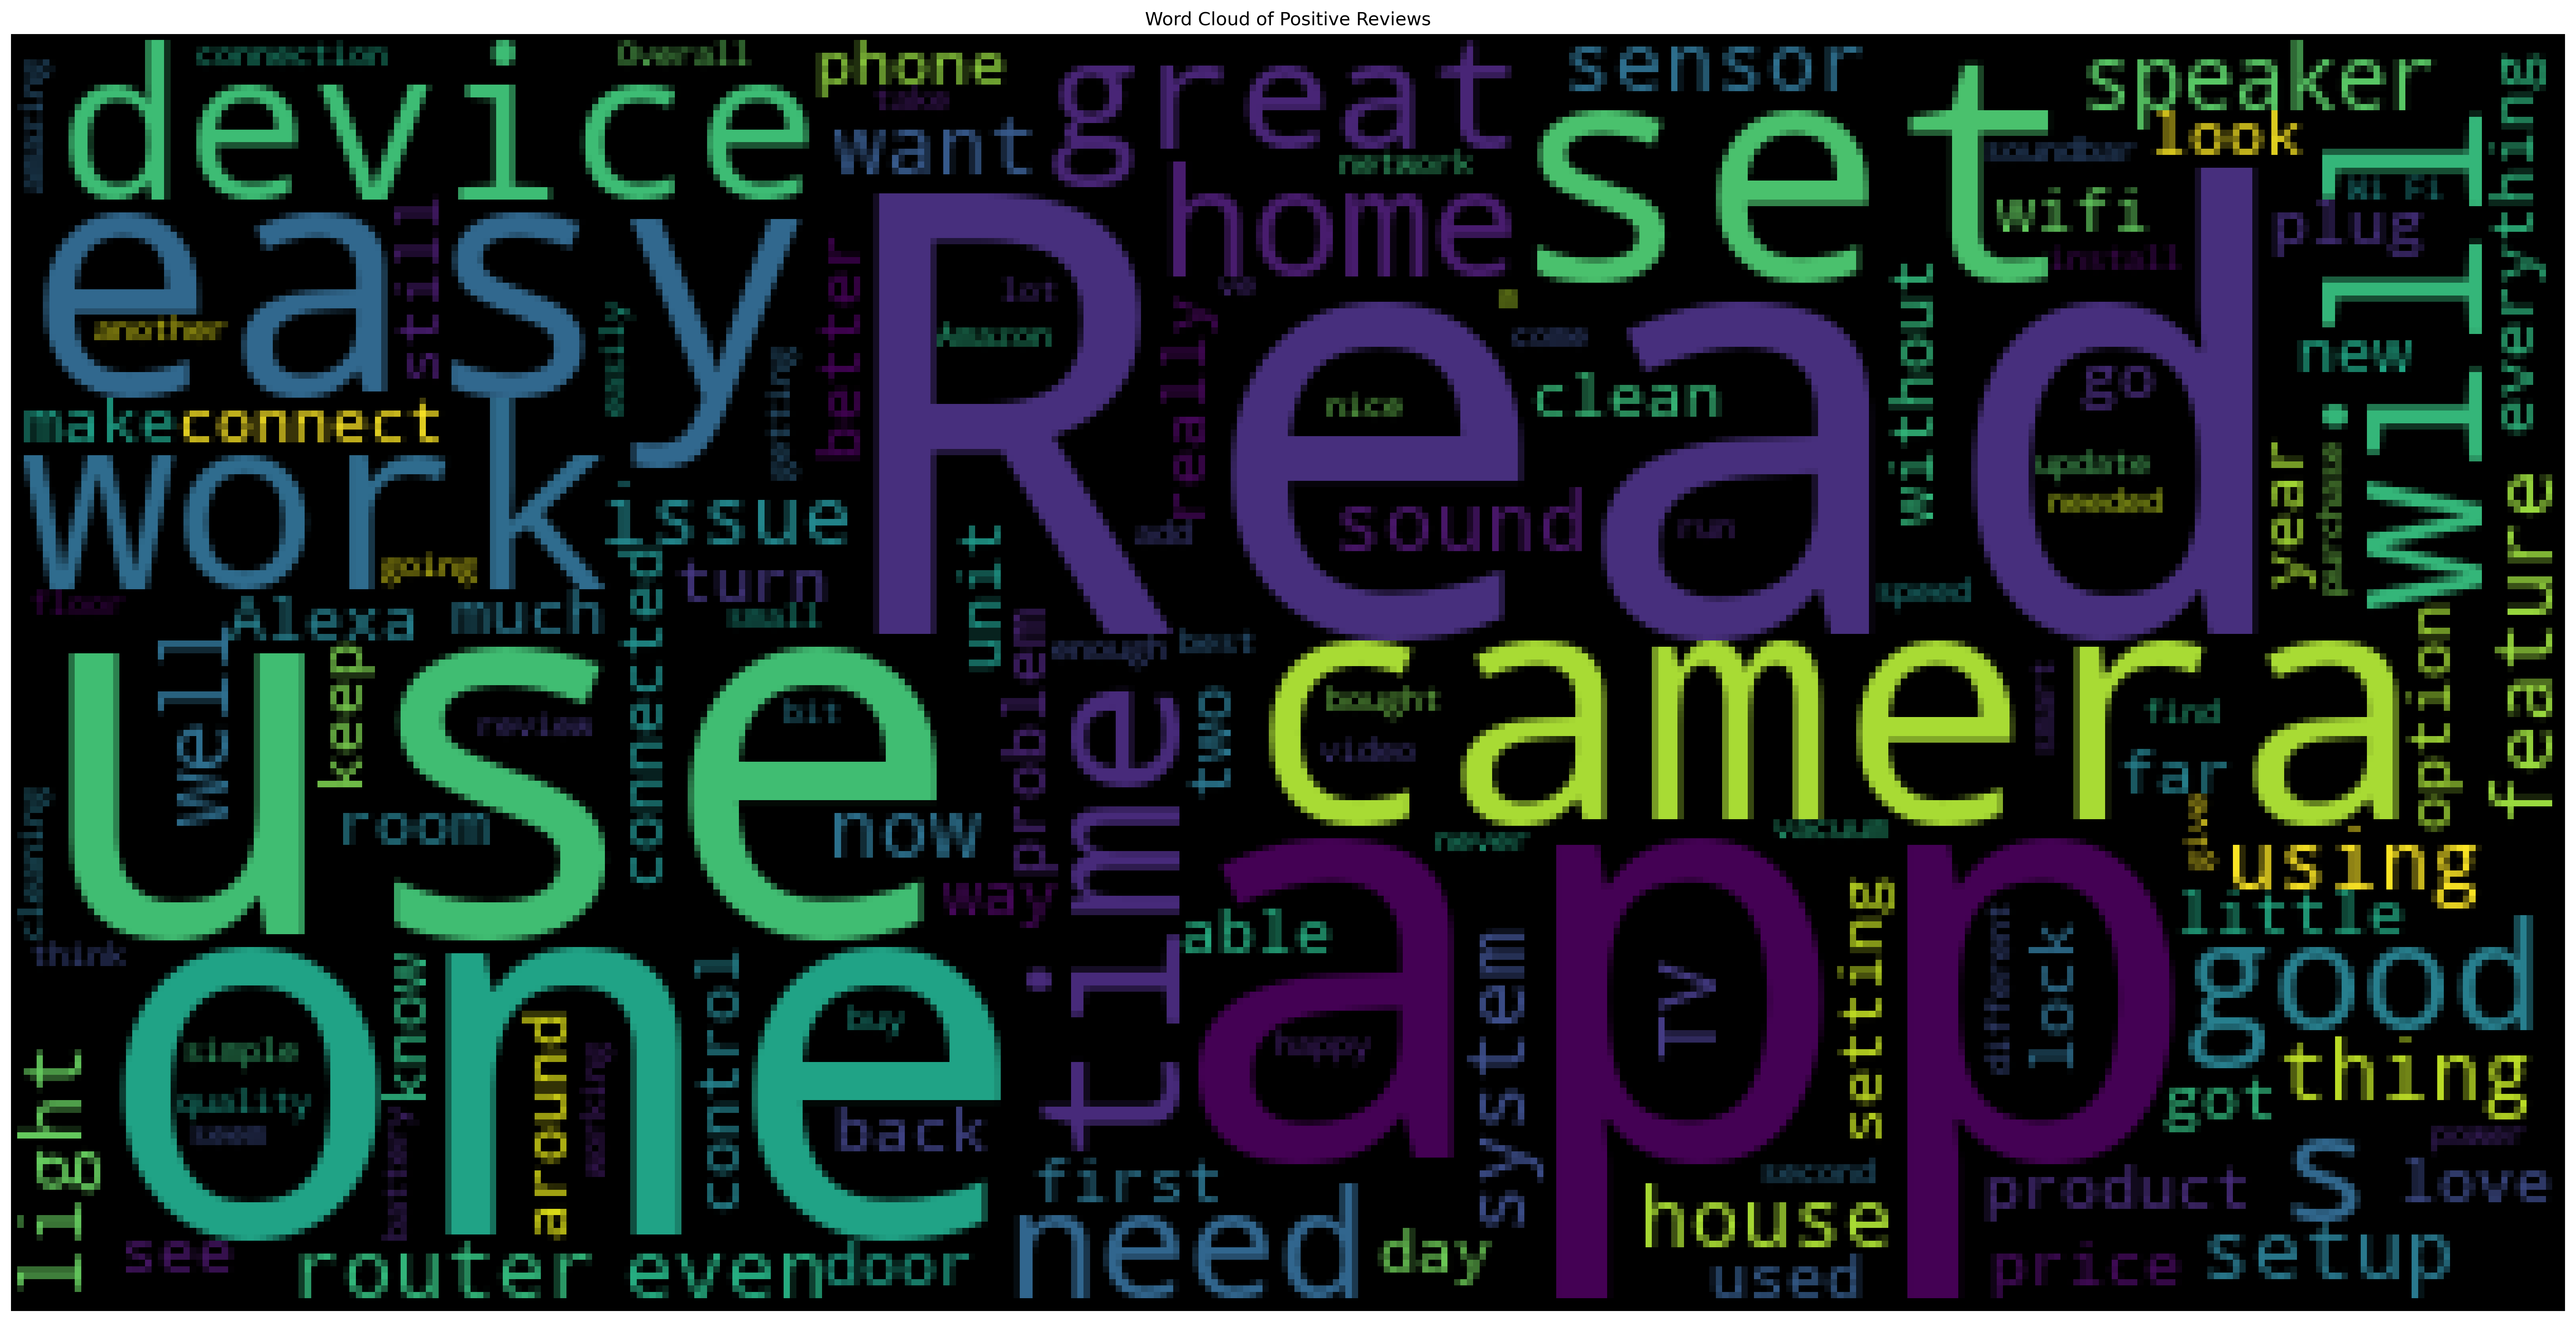 Word Cloud of Positive Reviews
connection
Overall
phone
great
sensor
speaker
device
take
want
network
set
soundbar
look
will
everything
amazing
home
wifi
Wi Fi
plug
install
easy
still
better
Read
lot
really
another
easily
getting
Amazon
come
without
new
nice
clean
go
make
connect
work
issue
sound
run
update
needed
year
purchase
feature
going
unit
add
floor
Alexa
much
connected
turn
small
speed
problem
enough
best
camera
option
use
well
keep
review
bit
time
two
bought
video
find
far
room
now
cleaning
way
never
vacuum
using
think
able
app
little
one
know
control
buy
system
TV
setting
different
lock
good
simple
quality
around
working
happy
thing
light
battery
back
got
power
first
second
product
s
love
see
router
even
door
need
day
house
used
price
setup